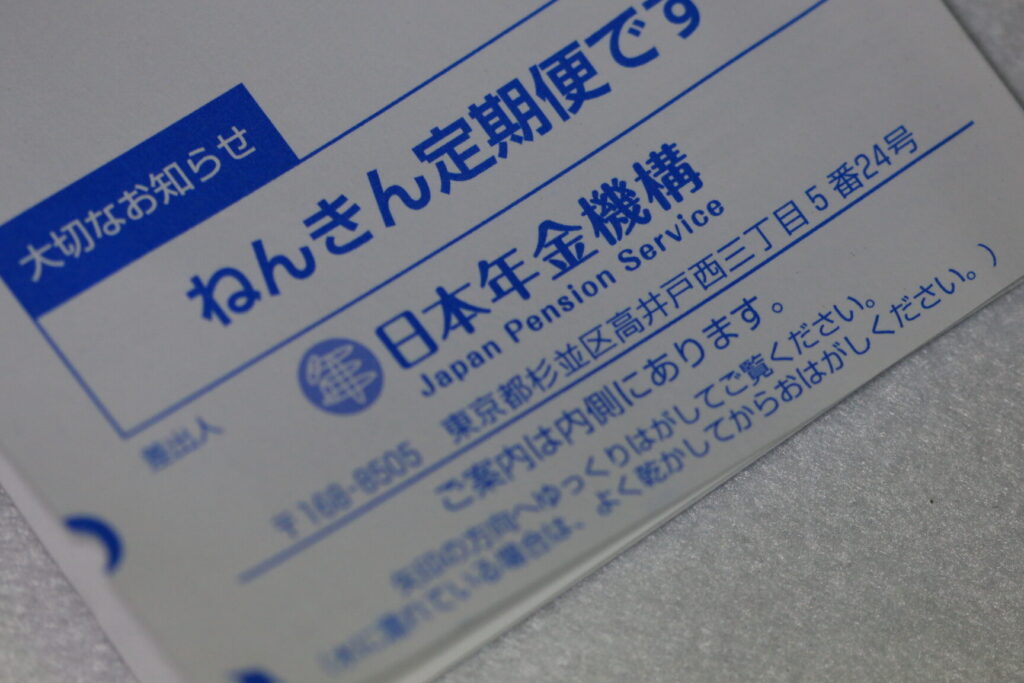 大切なお知らせ
ねんきん定期便です
差出人
日本年金機構
Japan Pension Service
〒168-8505 東京都杉並区高井戸西三丁目5番24号
ご案内は内側にあります。
矢印の方向へゆっくりはがしてご覧ください。
(水に濡れている場合は、よく乾かしてからおはがしください。)